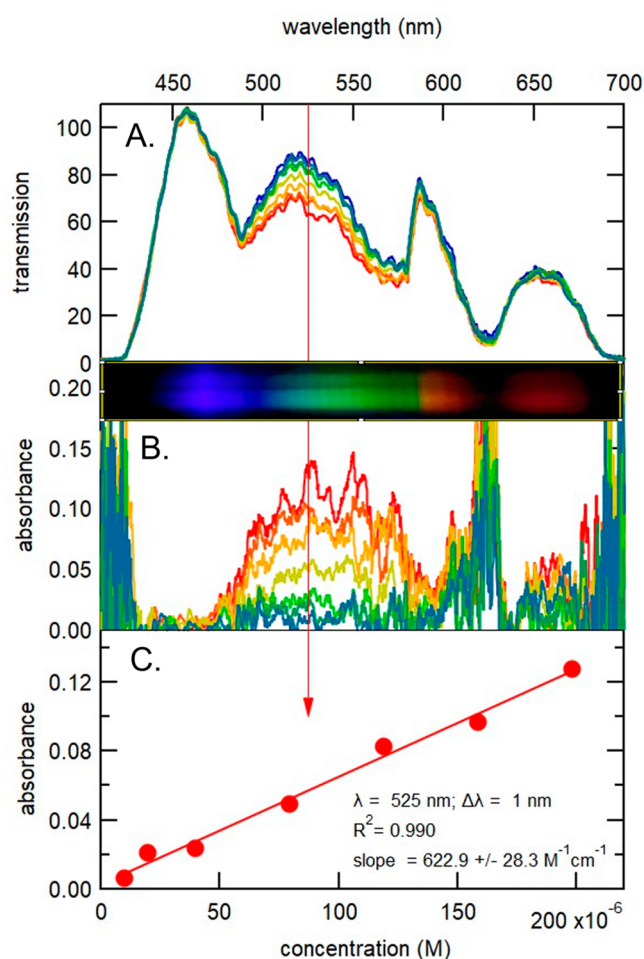 wavelength (nm)
450 500 550 600 650 700
A.
transmission
100
80
60
40
20
0
0.20
B.
absorbance
0.15
0.10
0.05
0.00
C.
absorbance
0.12
0.08
0.04
0.00
λ = 525 nm; Δλ = 1 nm
R²= 0.990
slope = 622.9 +/- 28.3 M⁻¹cm⁻¹
0 50 100 150 200 x10⁻⁶
concentration (M)